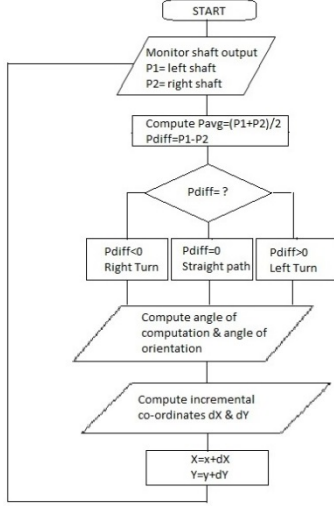 START
Monitor shaft output
P1= left shaft
P2= right shaft
Compute Pavg=(P1+P2)/2
Pdiff=P1-P2
Pdiff= ?
Pdiff<0
Right Turn
Pdiff=0
Straight path
Pdiff>0
Left Turn
Compute angle of
computation & angle of
orientation
Compute incremental
co-ordinates dX & dY
X=x+dX
Y=y+dY